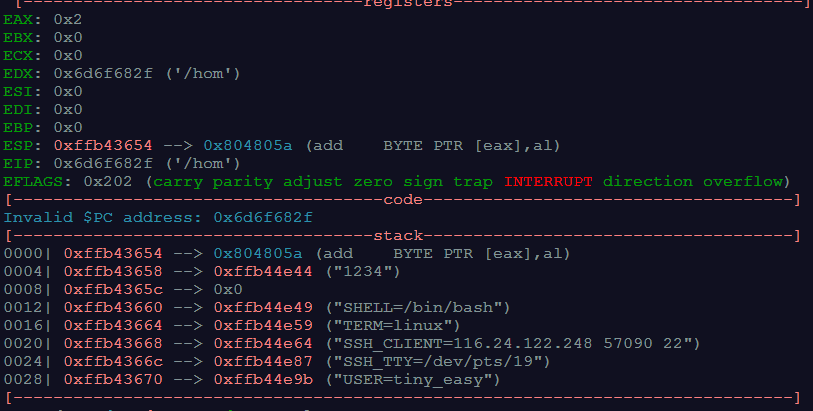 [----------------------------------registers-----------------------------------]
EAX: 0x2
EBX: 0x0
ECX: 0x0
EDX: 0x6d6f682f ('/hom')
ESI: 0x0
EDI: 0x0
EBP: 0x0
ESP: 0xffb43654 --> 0x804805a (add    BYTE PTR [eax],al)
EIP: 0x6d6f682f ('/hom')
EFLAGS: 0x202 (carry parity adjust zero sign trap INTERRUPT direction overflow)
[-------------------------------------code-------------------------------------]
Invalid $PC address: 0x6d6f682f
[------------------------------------stack-------------------------------------]
0000| 0xffb43654 --> 0x804805a (add    BYTE PTR [eax],al)
0004| 0xffb43658 --> 0xffb44e44 ("1234")
0008| 0xffb4365c --> 0x0
0012| 0xffb43660 --> 0xffb44e49 ("SHELL=/bin/bash")
0016| 0xffb43664 --> 0xffb44e59 ("TERM=linux")
0020| 0xffb43668 --> 0xffb44e64 ("SSH_CLIENT=116.24.122.248 57090 22")
0024| 0xffb4366c --> 0xffb44e87 ("SSH_TTY=/dev/pts/19")
0028| 0xffb43670 --> 0xffb44e9b ("USER=tiny_easy")
[------------------------------------------------------------------------------]